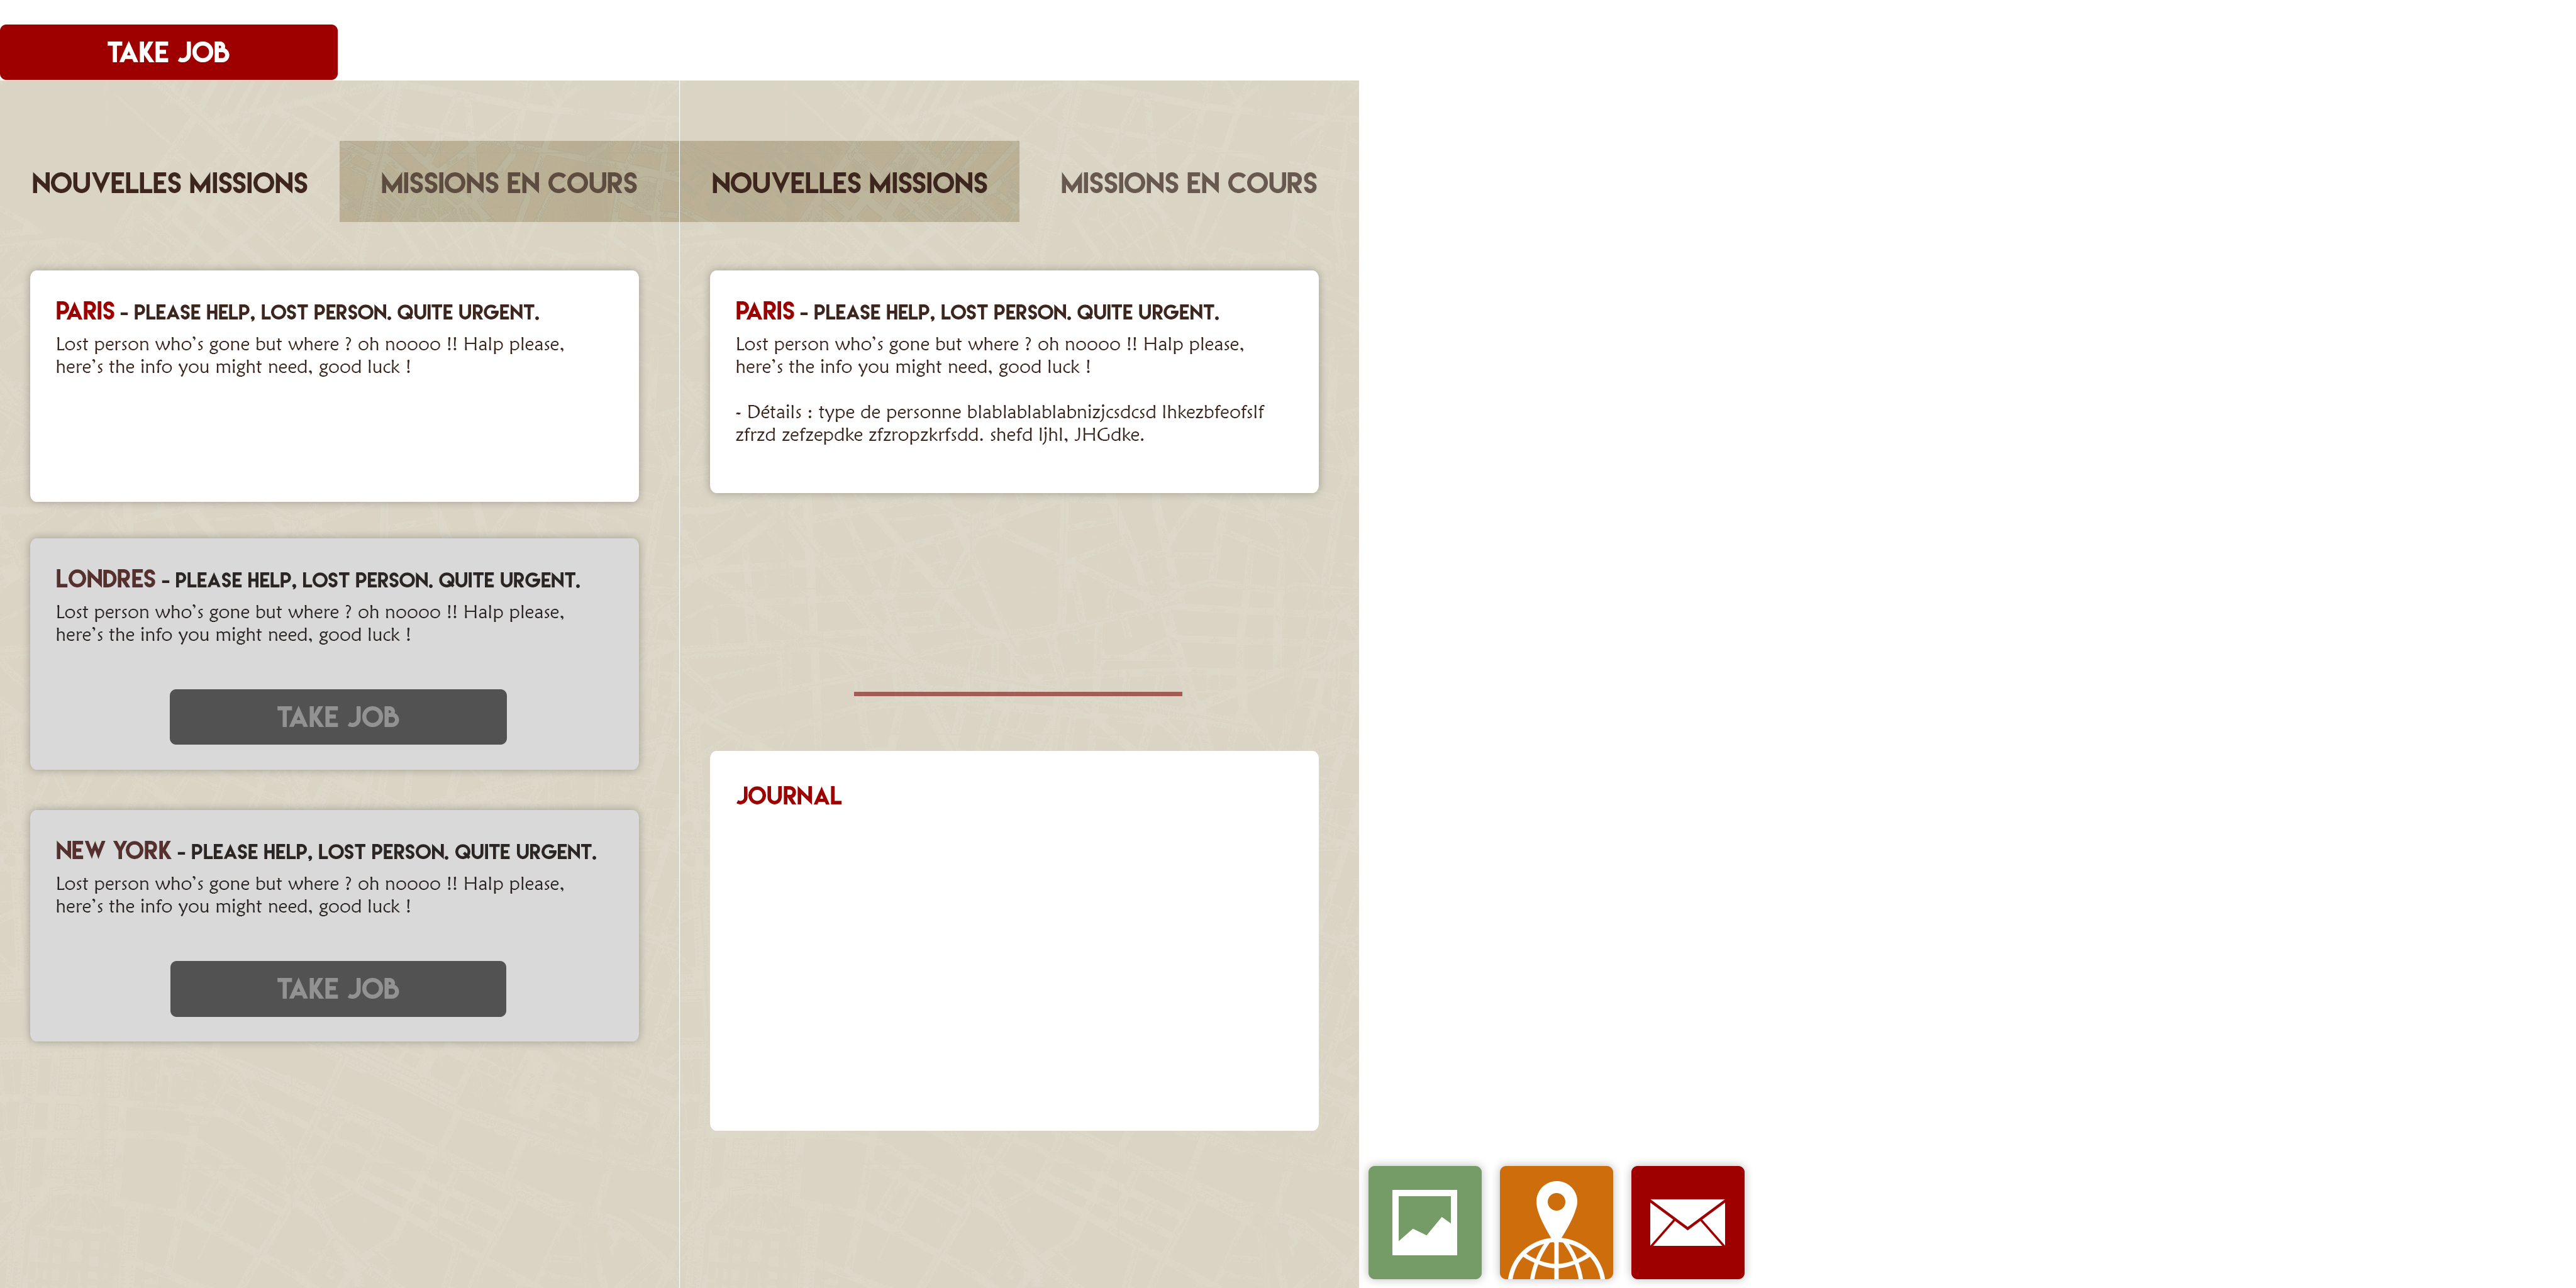 TAKE JOB
NOUVELLES MISSIONS
MISSIONS EN COURS
PARIS - PLEASE HELP, LOST PERSON. QUITE URGENT.
Lost person who's gone but where ? oh noooo !! Halp please,
here's the info you might need, good luck !
LONDRES - PLEASE HELP, LOST PERSON. QUITE URGENT.
Lost person who's gone but where ? oh noooo !! Halp please,
here's the info you might need, good luck !
TAKE JOB
NEW YORK - PLEASE HELP, LOST PERSON. QUITE URGENT.
Lost person who's gone but where ? oh noooo !! Halp please,
here's the info you might need, good luck !
TAKE JOB
NOUVELLES MISSIONS
MISSIONS EN COURS
PARIS - PLEASE HELP, LOST PERSON. QUITE URGENT.
Lost person who's gone but where ? oh noooo !! Halp please,
here's the info you might need, good luck !
- Détails : type de personne blablablablabnizjcsdcsd lhkezbfeofslf
zfrzd zefzepdke zfzropzkrfsdd. shefd ljhl, JHGdke.
JOURNAL